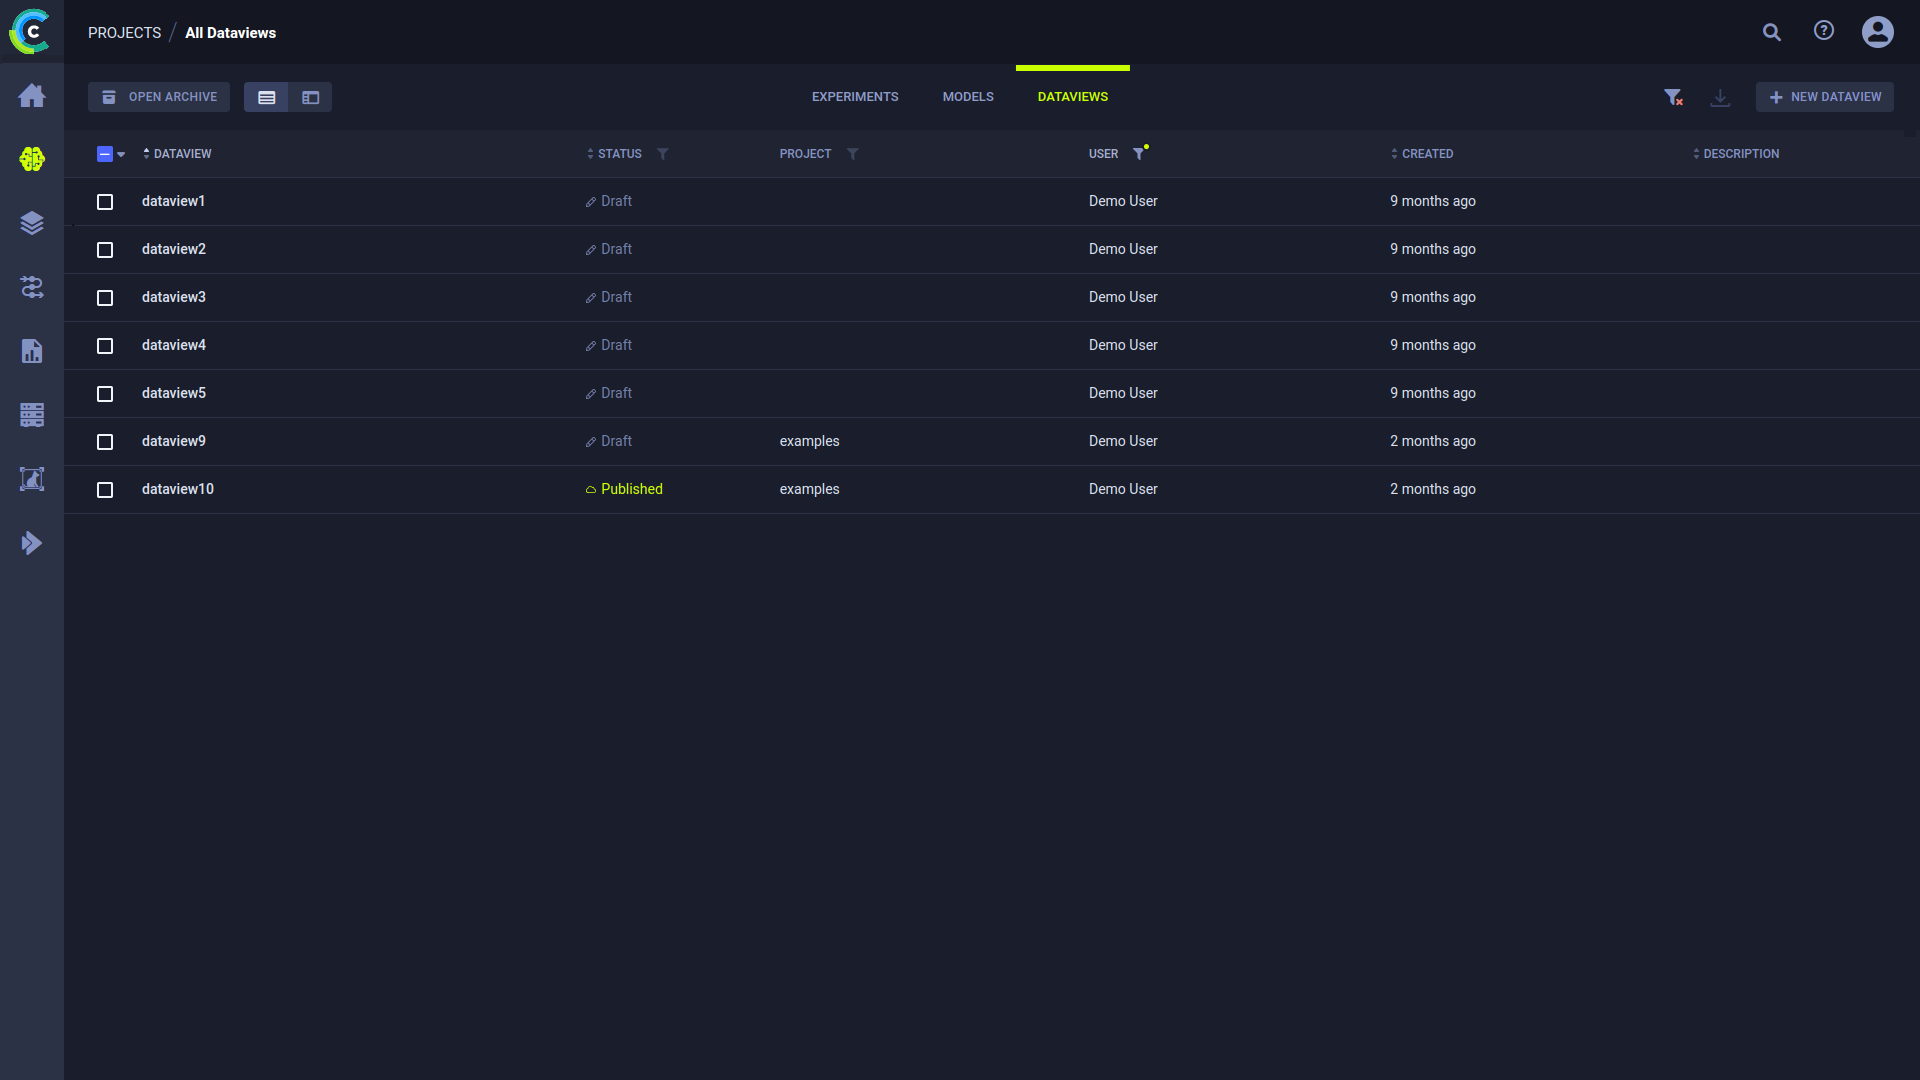 PROJECTS / All Dataviews
OPEN ARCHIVE
EXPERIMENTS MODELS DATAVIEWS
+ NEW DATAVIEW
DATAVIEW STATUS PROJECT USER CREATED DESCRIPTION
dataview1 Draft Demo User 9 months ago
dataview2 Draft Demo User 9 months ago
dataview3 Draft Demo User 9 months ago
dataview4 Draft Demo User 9 months ago
dataview5 Draft Demo User 9 months ago
dataview9 Draft examples Demo User 2 months ago
dataview10 Published examples Demo User 2 months ago